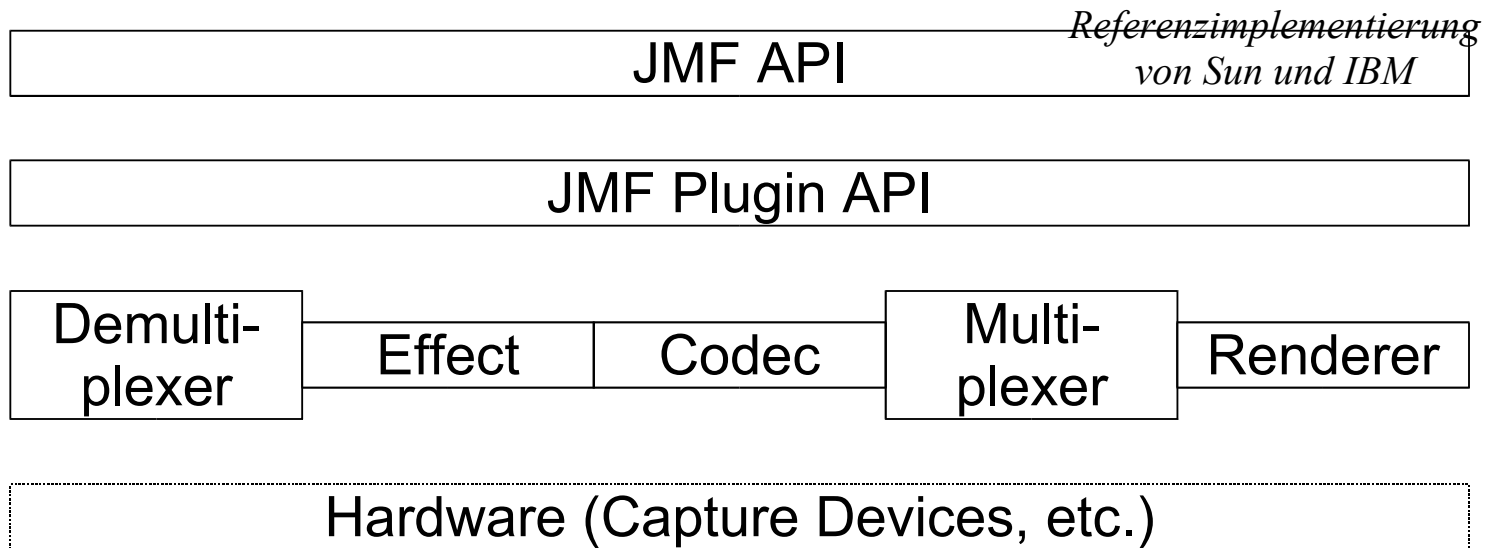 Referenzimplementierung
von Sun und IBM
JMF API
JMF Plugin API
Demulti-
plexer
Effect
Codec
Multi-
plexer
Renderer
Hardware (Capture Devices, etc.)